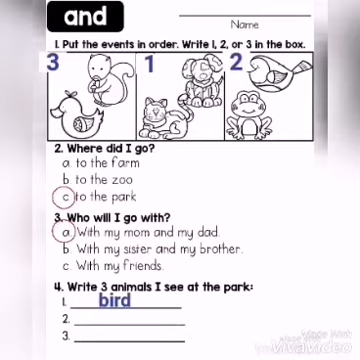 and
Name
1. Put the events in order. Write 1, 2, or 3 in the box.
3 1 2
2. Where did I go?
a. to the farm
b. to the zoo
c. to the park
3. Who will I go with?
a. With my mom and my dad.
b. With my sister and my brother.
c. With my friends.
4. Write 3 animals I see at the park:
1. bird
2.
3.
Made With
VivaVideo